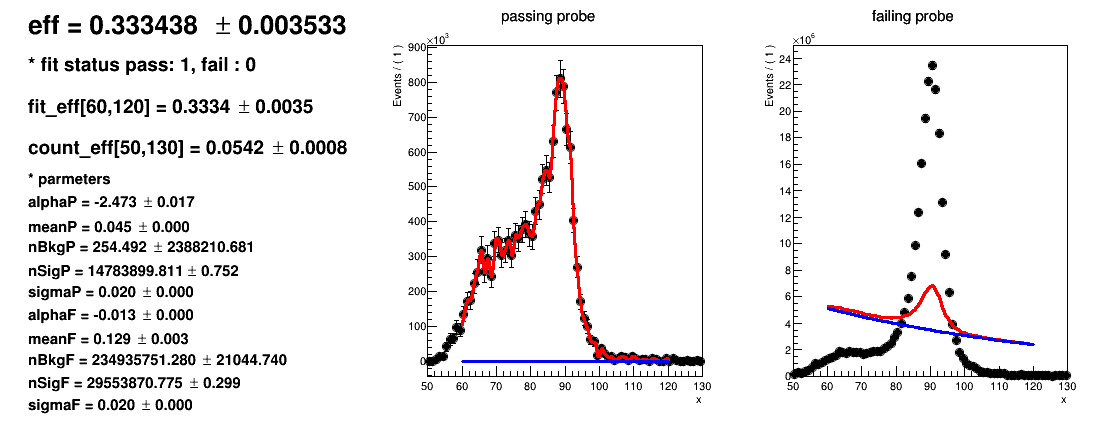 eff = 0.333438 ± 0.003533
* fit status pass: 1, fail : 0
fit_eff[60,120] = 0.3334 ± 0.0035
count_eff[50,130] = 0.0542 ± 0.0008
* parmeters
alphaP = -2.473 ± 0.017
meanP = 0.045 ± 0.000
nBkgP = 254.492 ± 2388210.681
nSigP = 14783899.811 ± 0.752
sigmaP = 0.020 ± 0.000
alphaF = -0.013 ± 0.000
meanF = 0.129 ± 0.003
nBkgF = 234935751.280 ± 21044.740
nSigF = 29553870.775 ± 0.299
sigmaF = 0.020 ± 0.000
passing probe
×10³
Events / ( 1 )
900
800
700
600
500
400
300
200
100
0
50 60 70 80 90 100 110 120 130
x
failing probe
×10⁶
Events / ( 1 )
24
22
20
18
16
14
12
10
8
6
4
2
0
50 60 70 80 90 100 110 120 130
x